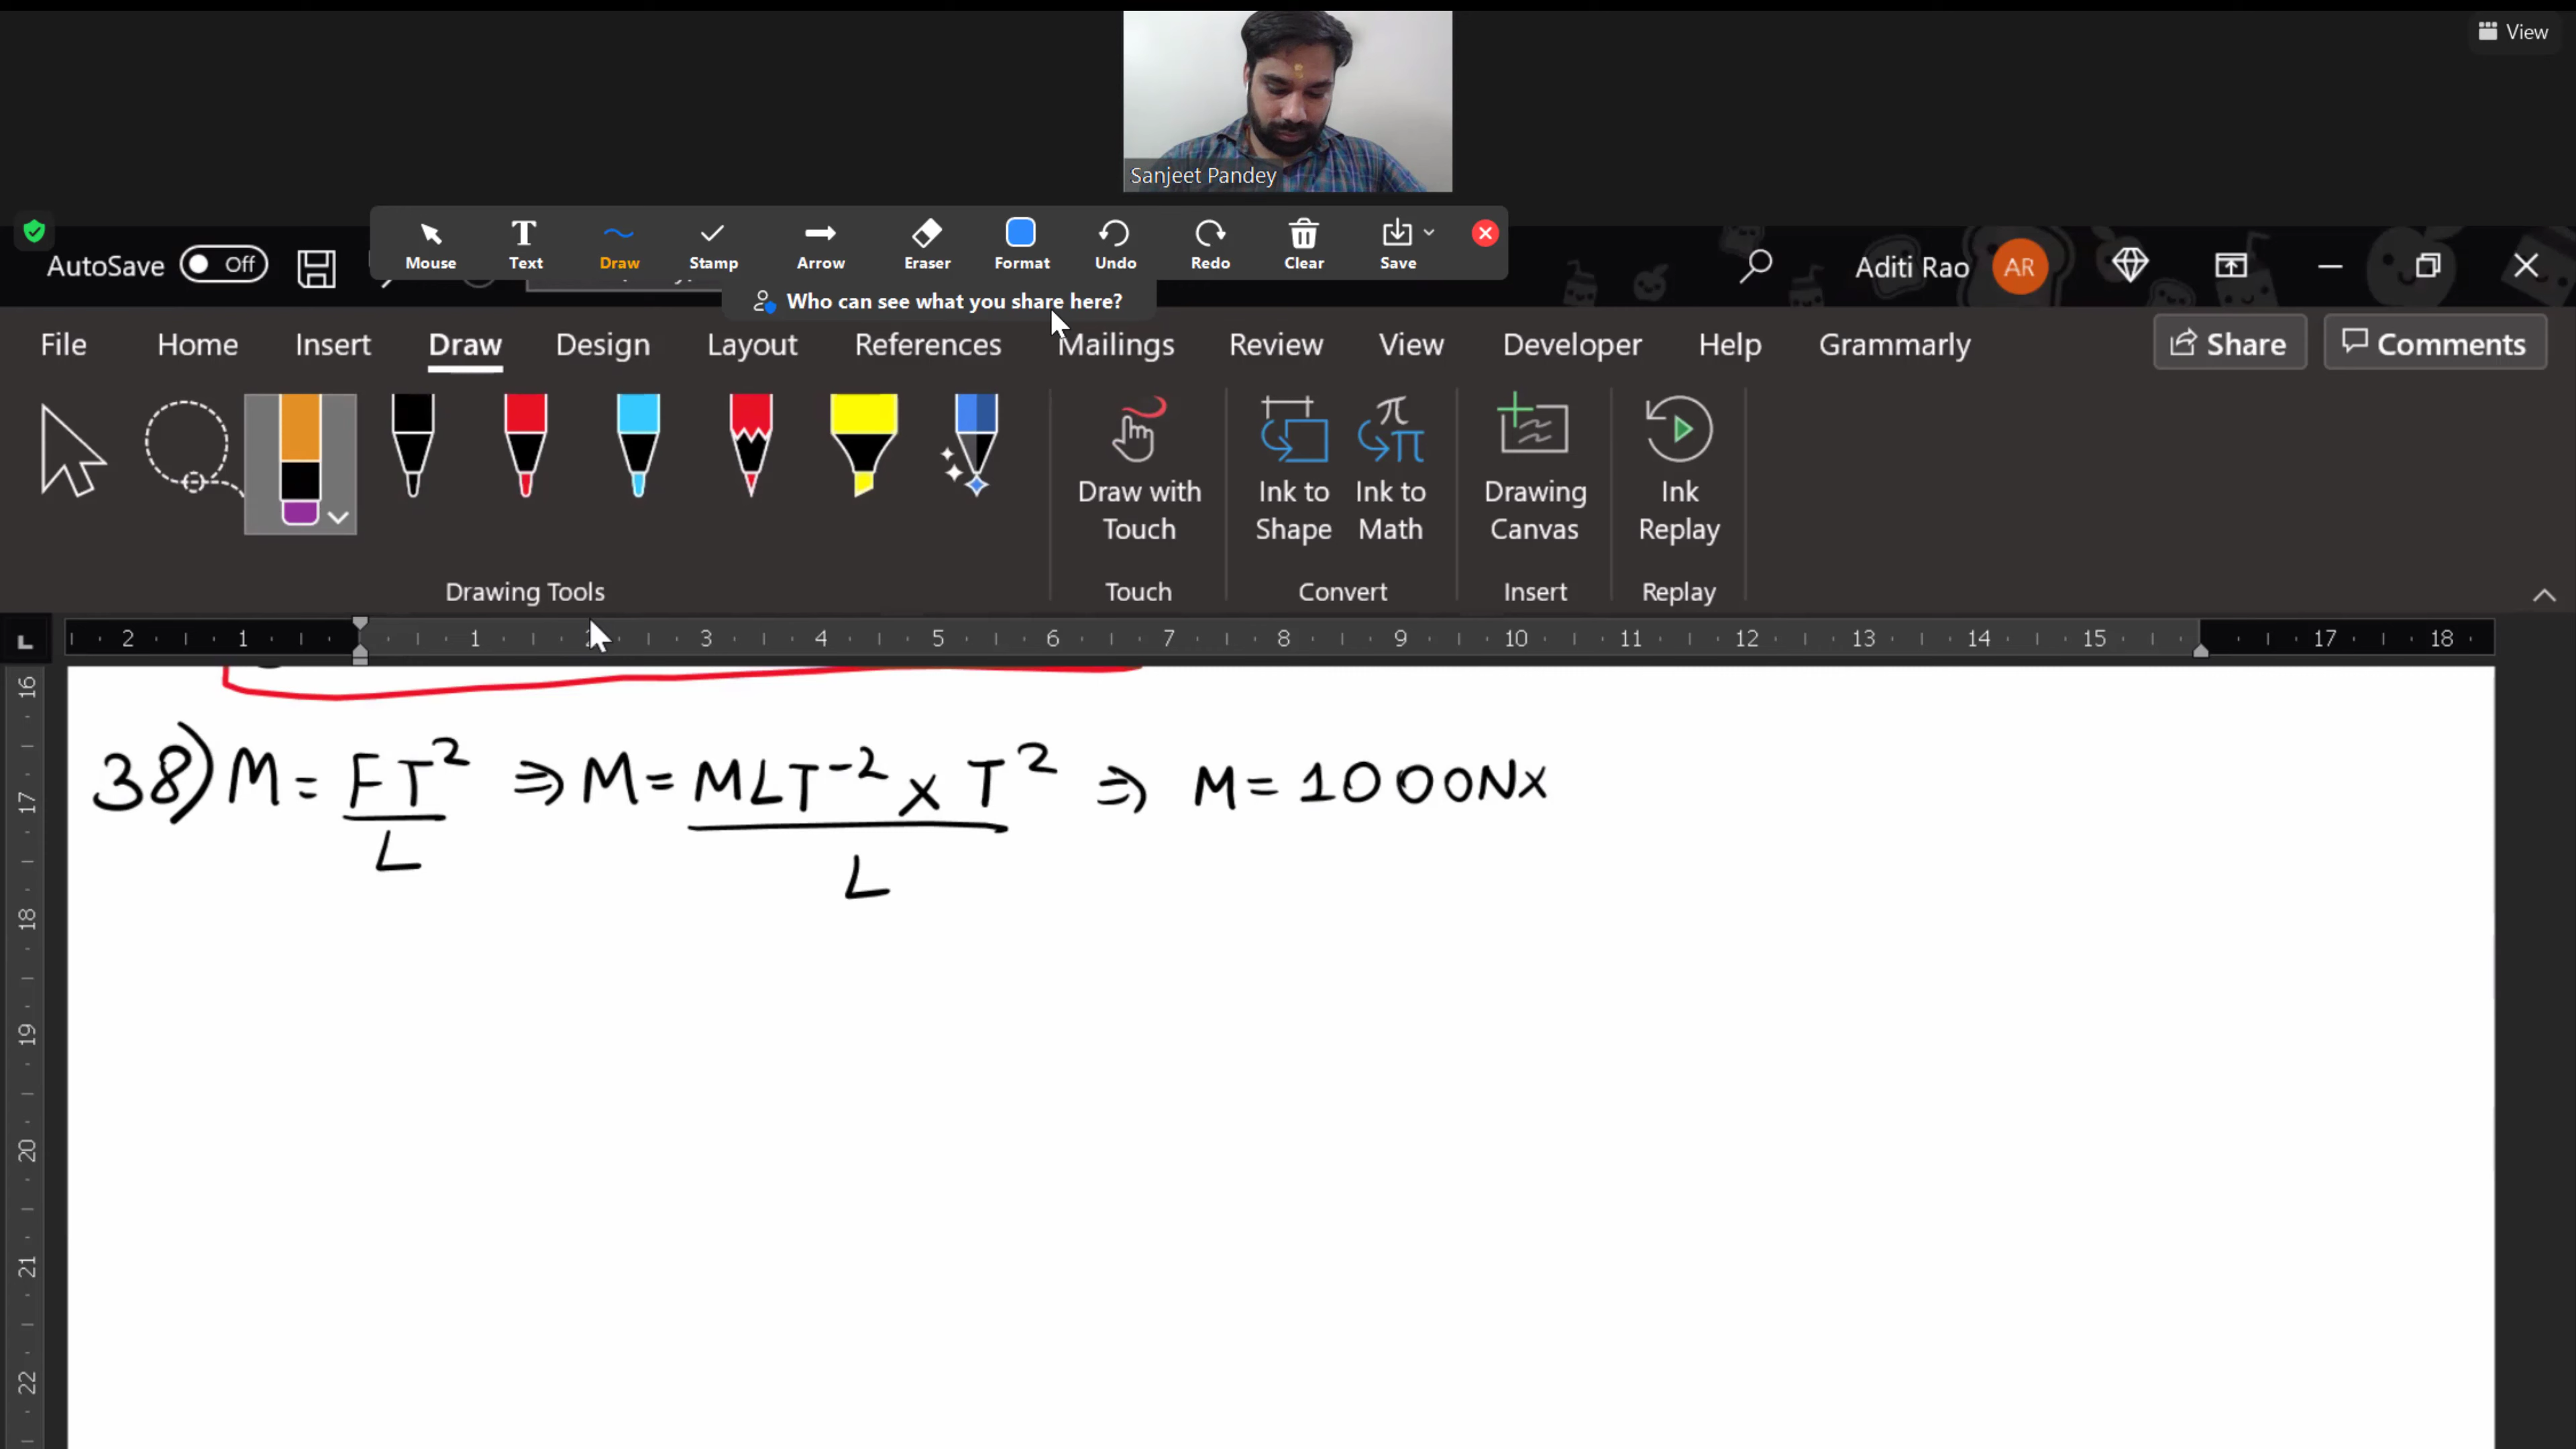 View
Sanjeet Pandey
Mouse Text Draw Stamp Arrow Eraser Format Undo Redo Clear Save
AutoSave Off
Aditi Rao AR
Who can see what you share here?
File Home Insert Draw Design Layout References Mailings Review View Developer Help Grammarly Share Comments
Draw with Touch
Ink to Shape
Ink to Math
Drawing Canvas
Ink Replay
Drawing Tools Touch Convert Insert Replay
L 2 1 1 3 4 5 6 7 8 9 10 11 12 13 14 15 17 18
16
17
18
19
20
21
22
38) M = FT² / L ⇒ M = MLT⁻² x T² / L ⇒ M = 1000Nx